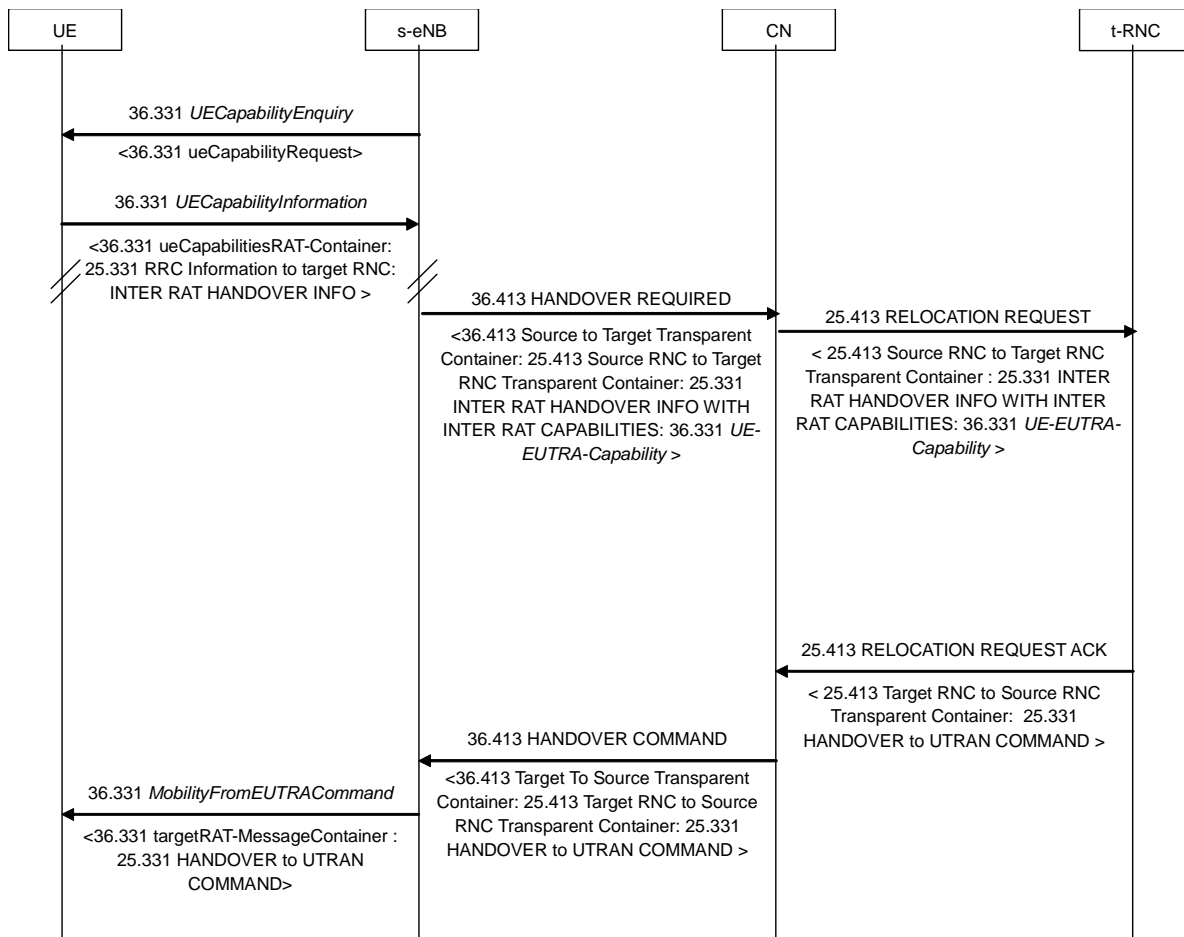 UE
s-eNB
CN
t-RNC
36.331 UECapabilityEnquiry
<36.331 ueCapabilityRequest>
36.331 UECapabilityInformation
<36.331 ueCapabilitiesRAT-Container:
25.331 RRC Information to target RNC:
INTER RAT HANDOVER INFO >
36.413 HANDOVER REQUIRED
<36.413 Source to Target Transparent
Container: 25.413 Source RNC to Target
RNC Transparent Container: 25.331
INTER RAT HANDOVER INFO WITH
INTER RAT CAPABILITIES: 36.331 UE-
EUTRA-Capability >
25.413 RELOCATION REQUEST
< 25.413 Source RNC to Target RNC
Transparent Container : 25.331 INTER
RAT HANDOVER INFO WITH INTER
RAT CAPABILITIES: 36.331 UE-EUTRA-
Capability >
25.413 RELOCATION REQUEST ACK
< 25.413 Target RNC to Source RNC
Transparent Container:  25.331
HANDOVER to UTRAN COMMAND >
36.413 HANDOVER COMMAND
<36.413 Target To Source Transparent
Container: 25.413 Target RNC to Source
RNC Transparent Container: 25.331
HANDOVER to UTRAN COMMAND >
36.331 MobilityFromEUTRACommand
<36.331 targetRAT-MessageContainer :
25.331 HANDOVER to UTRAN
COMMAND>